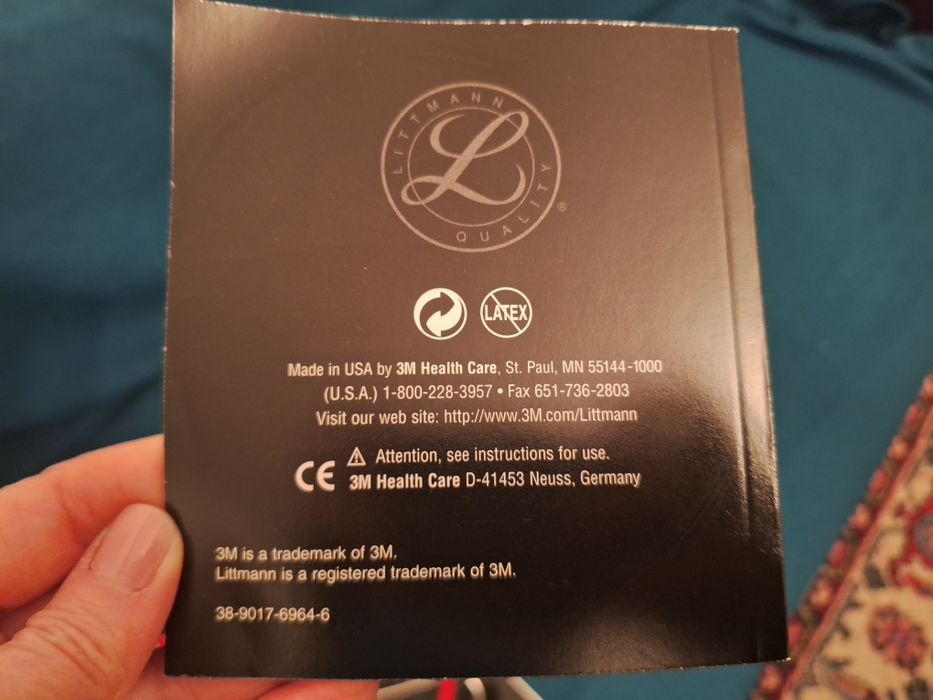 LITTMANN
L
QUALITY
®
LATEX
Made in USA by 3M Health Care, St. Paul, MN 55144-1000
(U.S.A.) 1-800-228-3957 • Fax 651-736-2803
Visit our web site: http://www.3M.com/Littmann
Attention, see instructions for use.
CE 3M Health Care D-41453 Neuss, Germany
3M is a trademark of 3M.
Littmann is a registered trademark of 3M.
38-9017-6964-6